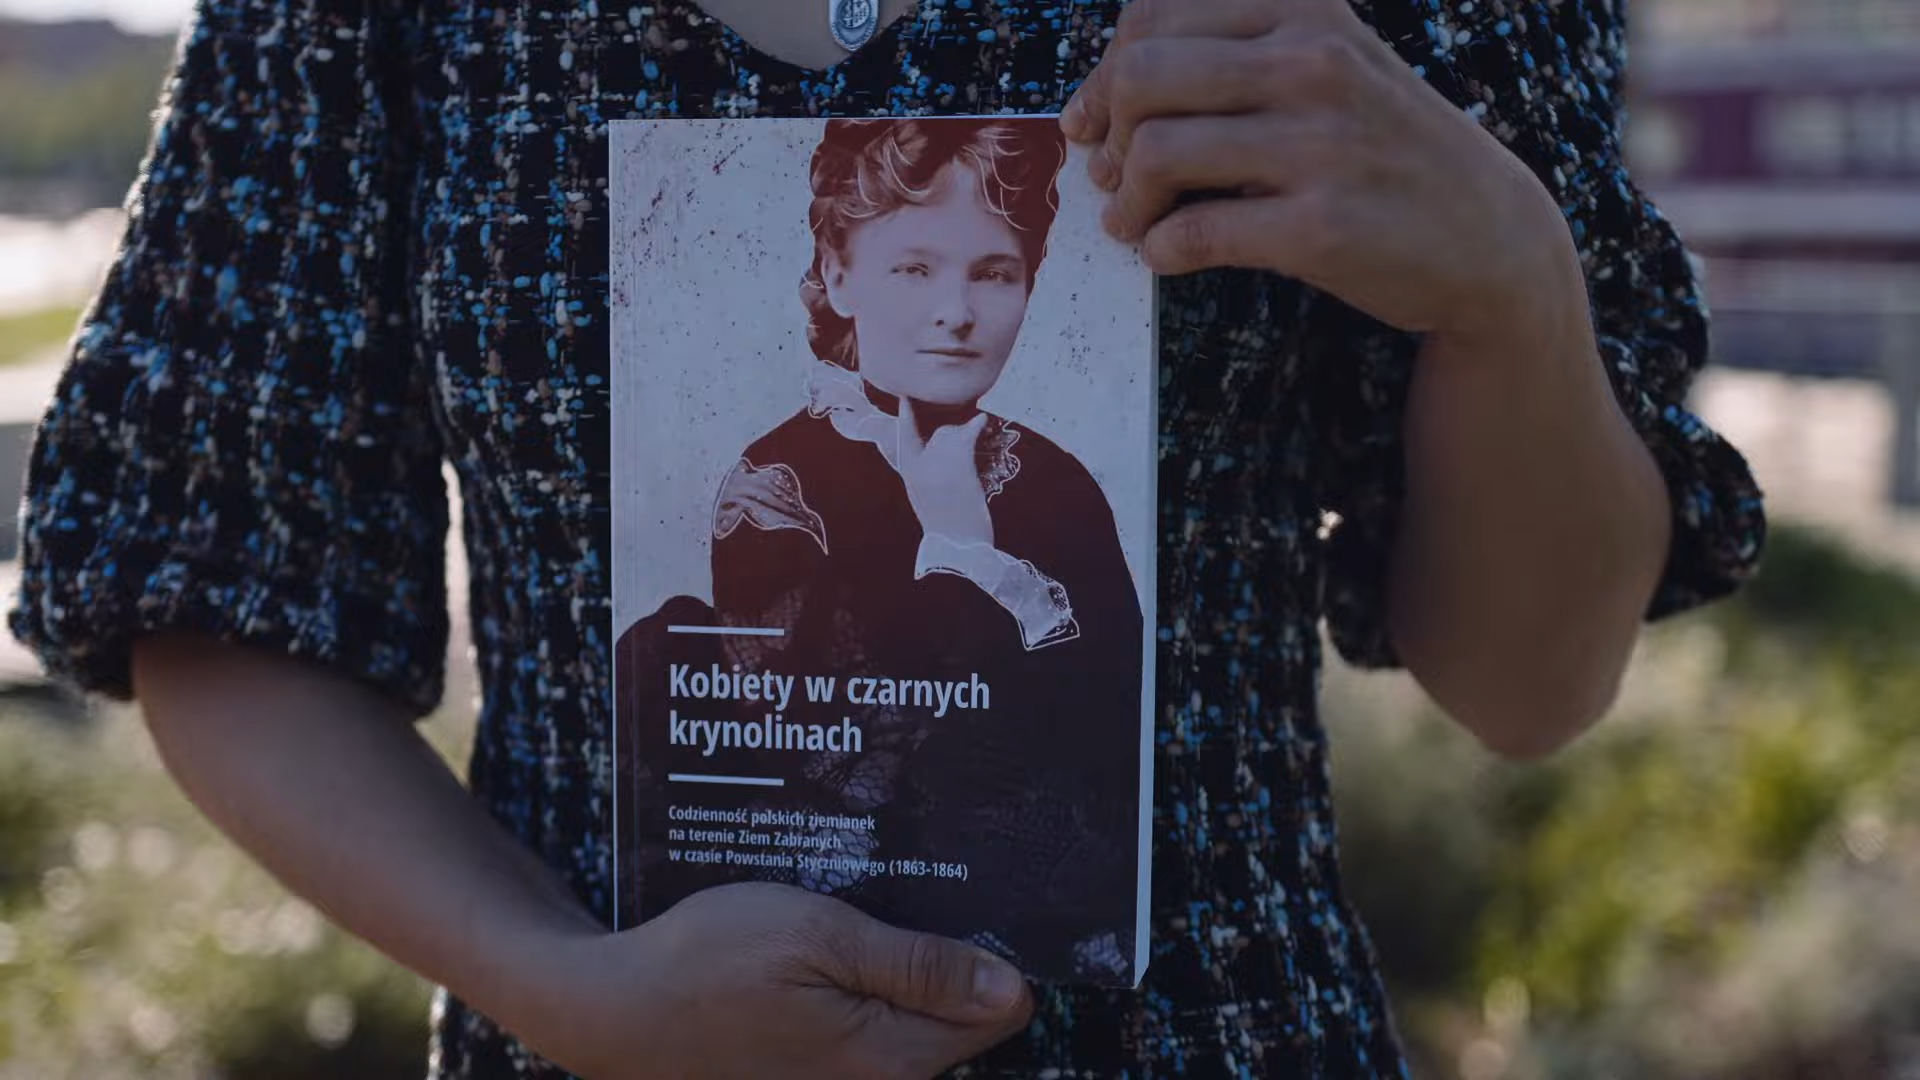 Kobiety w czarnych
krynolinach
Codzienność polskich ziemianek
na terenie Ziem Zabranych
w czasie Powstania Styczniowego (1863-1864)